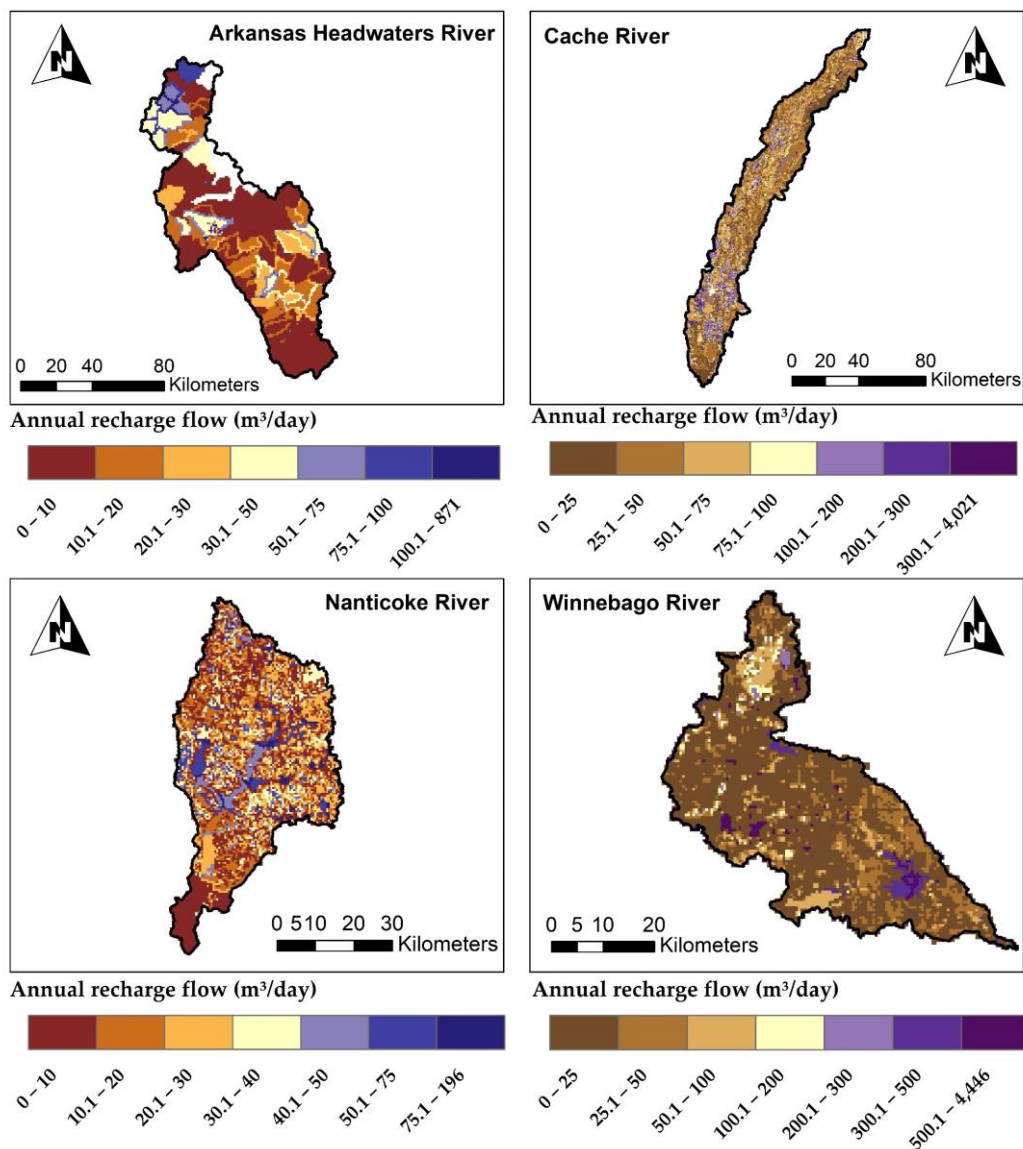 Arkansas Headwaters River
N
0 20 40 80
Kilometers
Annual recharge flow (m³/day)
0 – 10
10.1 – 20
20.1 – 30
30.1 – 50
50.1 – 75
75.1 – 100
100.1 – 871
Cache River
N
0 20 40 80
Kilometers
Annual recharge flow (m³/day)
0 – 25
25.1 – 50
50.1 – 75
75.1 – 100
100.1 – 200
200.1 – 300
300.1 – 4,021
Nanticoke River
N
0 5 10 20 30
Kilometers
Annual recharge flow (m³/day)
0 – 10
10.1 – 20
20.1 – 30
30.1 – 40
40.1 – 50
50.1 – 75
75.1 – 196
Winnebago River
N
0 5 10 20
Kilometers
Annual recharge flow (m³/day)
0 – 25
25.1 – 50
50.1 – 100
100.1 – 200
200.1 – 300
300.1 – 500
500.1 – 4,446